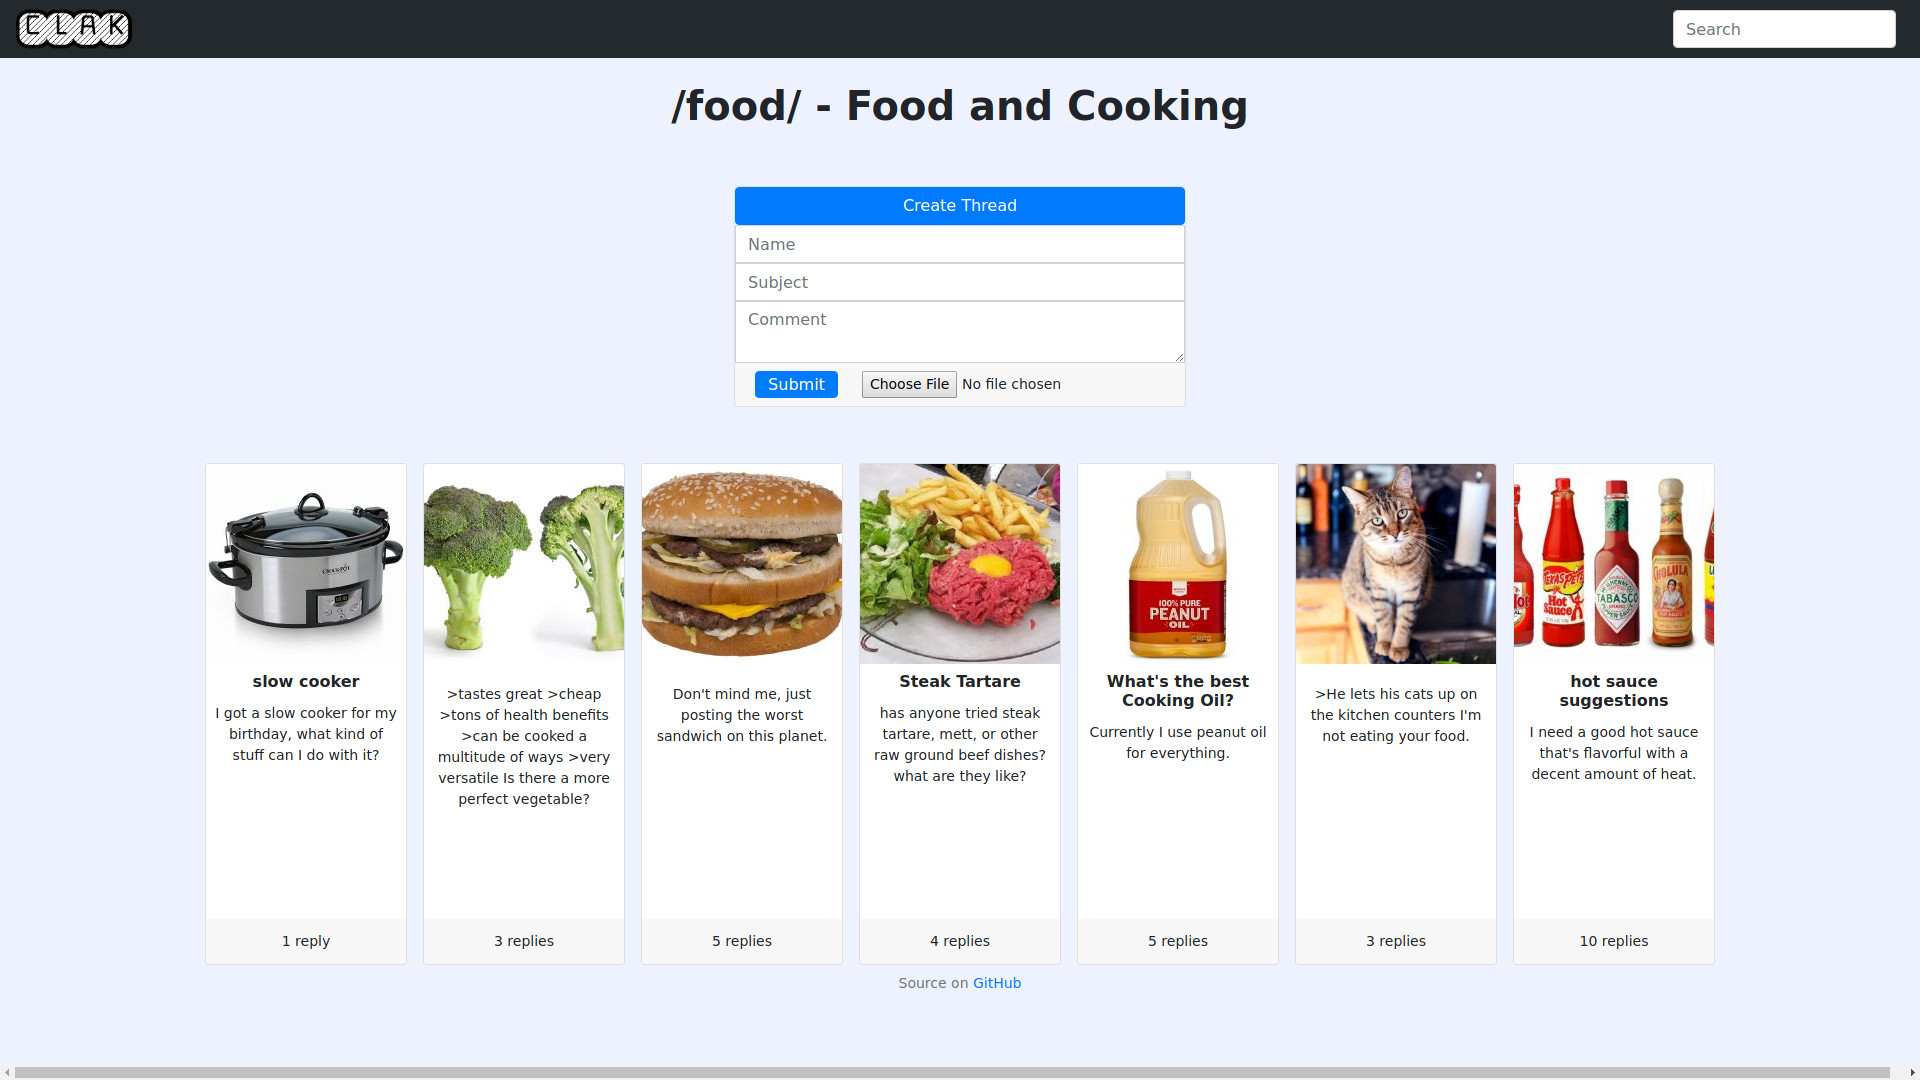 CLAK
Search
/food/ - Food and Cooking
Create Thread
Name
Subject
Comment
Submit
Choose File No file chosen
slow cooker
I got a slow cooker for my
birthday, what kind of
stuff can I do with it?
1 reply
>tastes great >cheap
>tons of health benefits
>can be cooked a
multitude of ways >very
versatile Is there a more
perfect vegetable?
3 replies
Don't mind me, just
posting the worst
sandwich on this planet.
5 replies
Steak Tartare
has anyone tried steak
tartare, mett, or other
raw ground beef dishes?
what are they like?
4 replies
100% PURE
PEANUT
OIL
What's the best
Cooking Oil?
Currently I use peanut oil
for everything.
5 replies
>He lets his cats up on
the kitchen counters I'm
not eating your food.
3 replies
TEXAS PETE
Hot
Sauce
TABASCO
CHOLULA
hot sauce
suggestions
I need a good hot sauce
that's flavorful with a
decent amount of heat.
10 replies
Source on GitHub